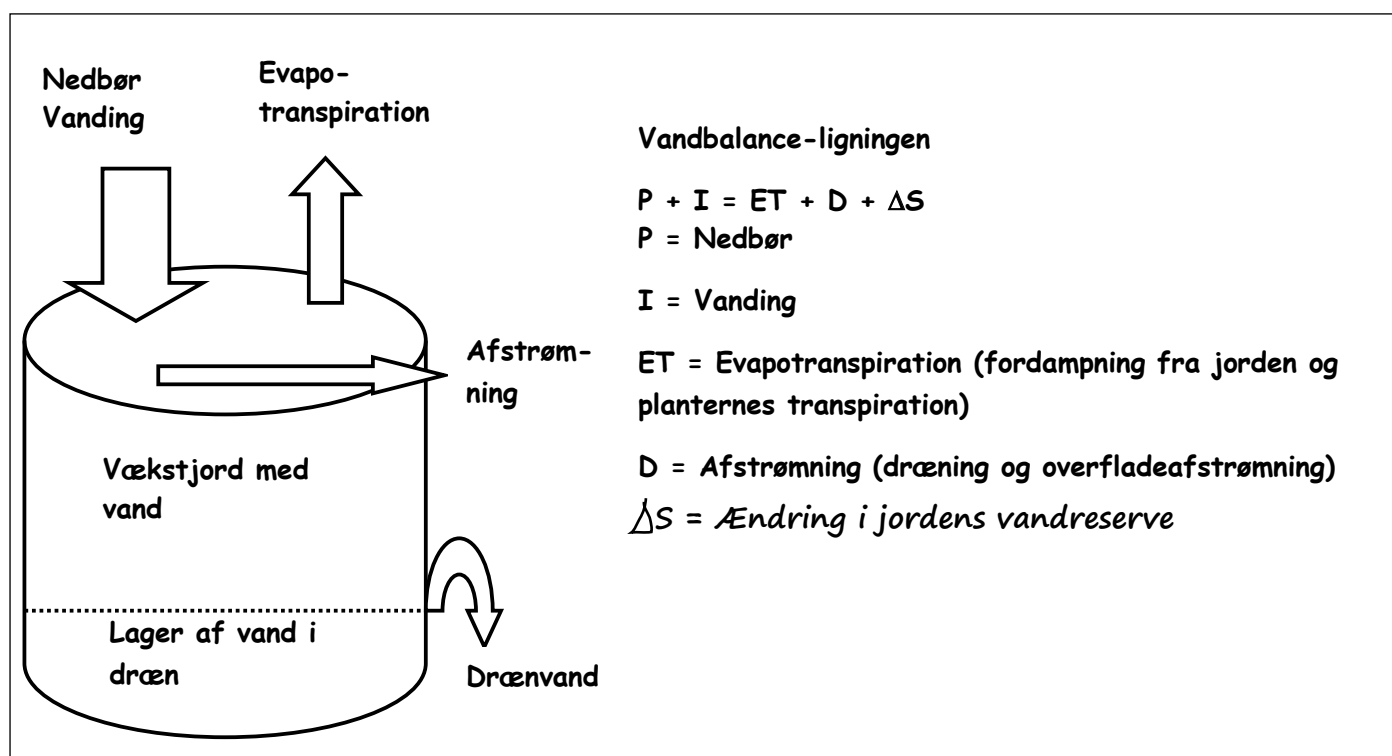 Nedbør
Vanding
Evapo-
transpiration
Afstrøm-
ning
Vækstjord med
vand
Lager af vand i
dræn
Drænvand
Vandbalance-ligningen
P + I = ET + D + ΔS
P = Nedbør
I = Vanding
ET = Evapotranspiration (fordampning fra jorden og
planternes transpiration)
D = Afstrømning (dræning og overfladeafstrømning)
ΔS = Ændring i jordens vandreserve